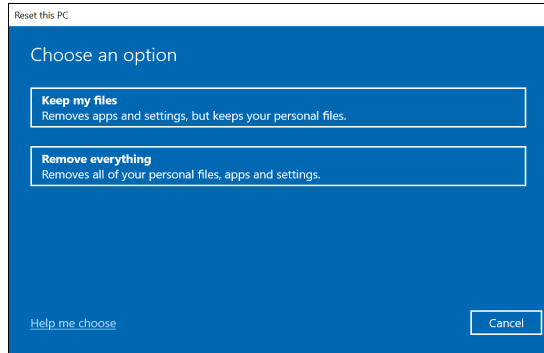 Reset this PC
Choose an option
Keep my files
Removes apps and settings, but keeps your personal files.
Remove everything
Removes all of your personal files, apps and settings.
Help me choose
Cancel